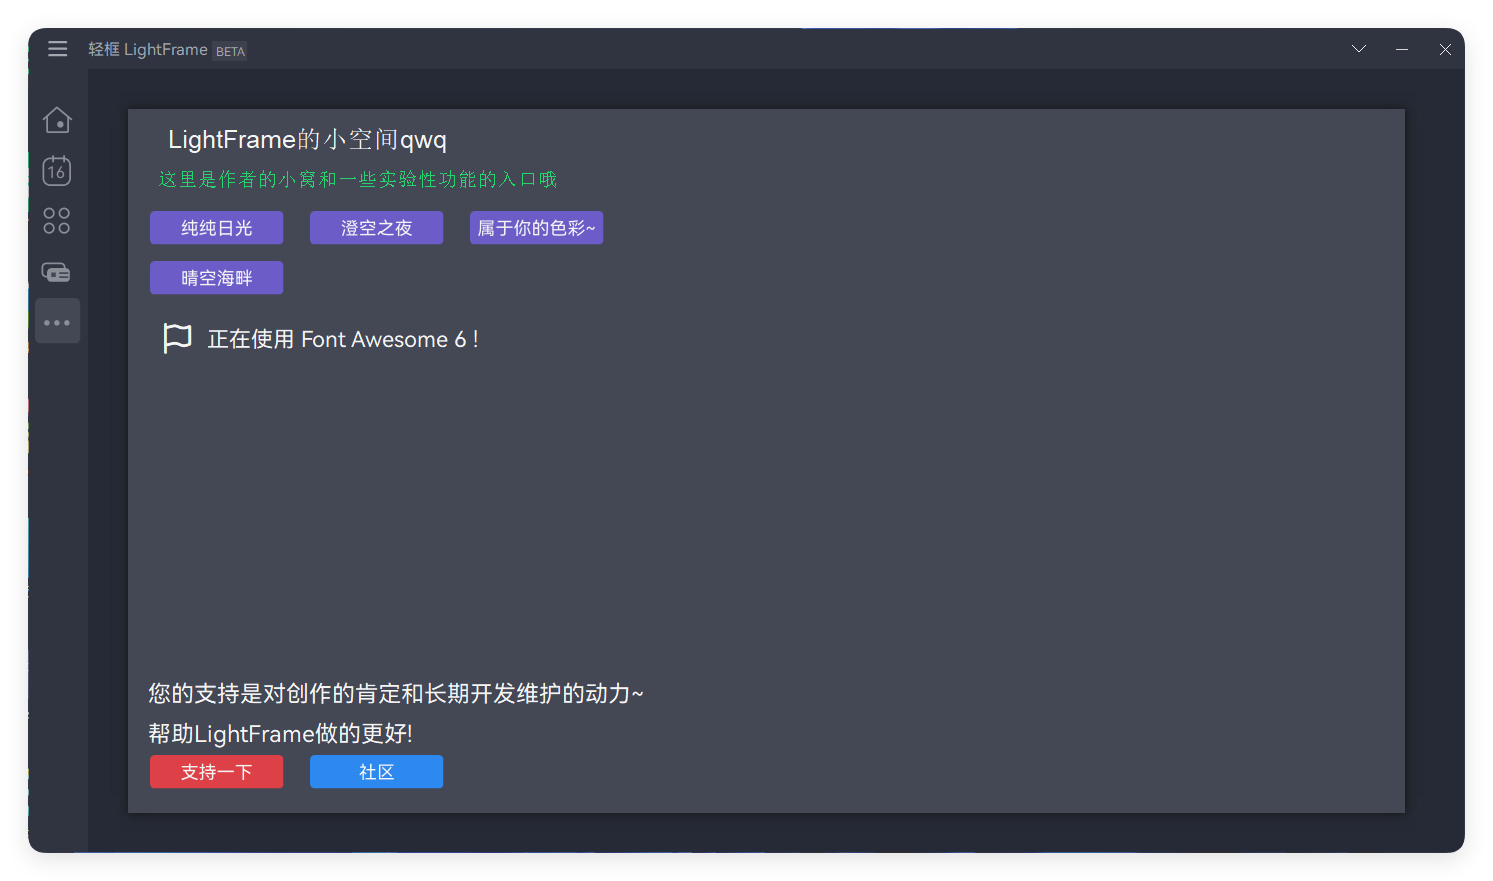 轻框 LightFrame BETA
16
LightFrame的小空间qwq
这里是作者的小窝和一些实验性功能的入口哦
纯纯日光 澄空之夜 属于你的色彩~
晴空海畔
正在使用 Font Awesome 6 !
您的支持是对创作的肯定和长期开发维护的动力~
帮助LightFrame做的更好!
支持一下 社区